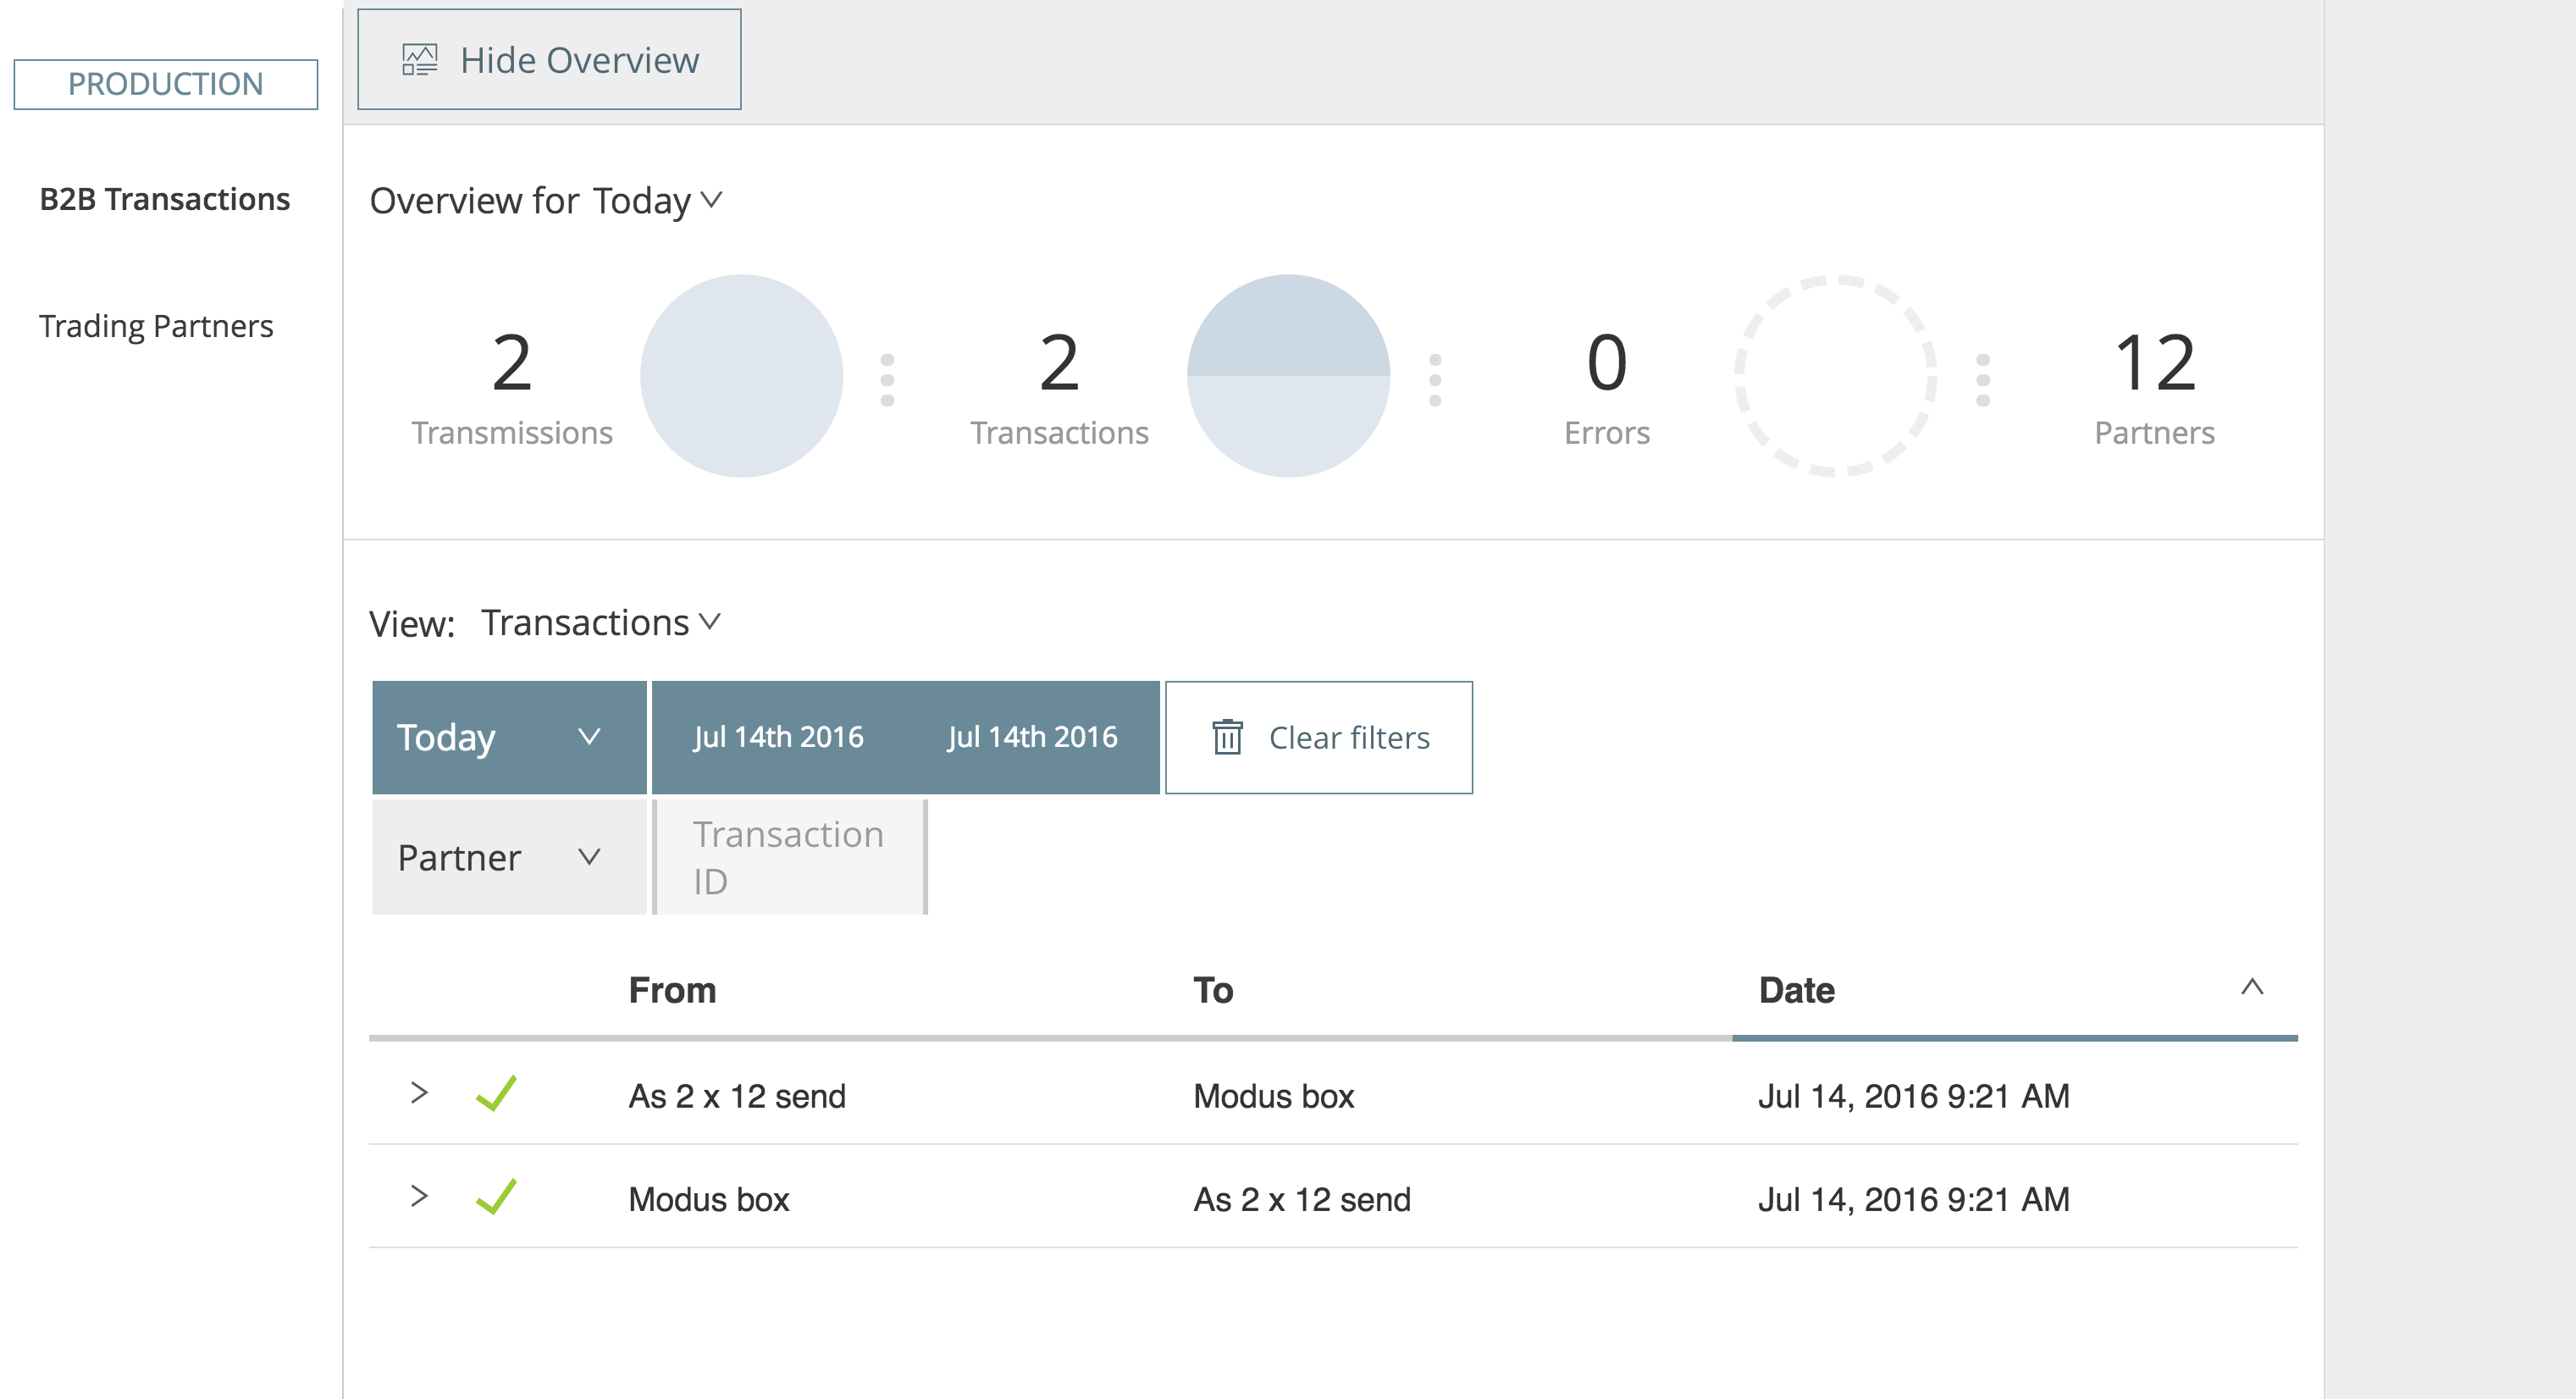 PRODUCTION
B2B Transactions
Trading Partners
Hide Overview
Overview for Today
2
Transmissions
2
Transactions
0
Errors
12
Partners
View: Transactions
Today
Jul 14th 2016 Jul 14th 2016
Clear filters
Partner
Transaction
ID
From To Date
As 2 x 12 send Modus box Jul 14, 2016 9:21 AM
Modus box As 2 x 12 send Jul 14, 2016 9:21 AM